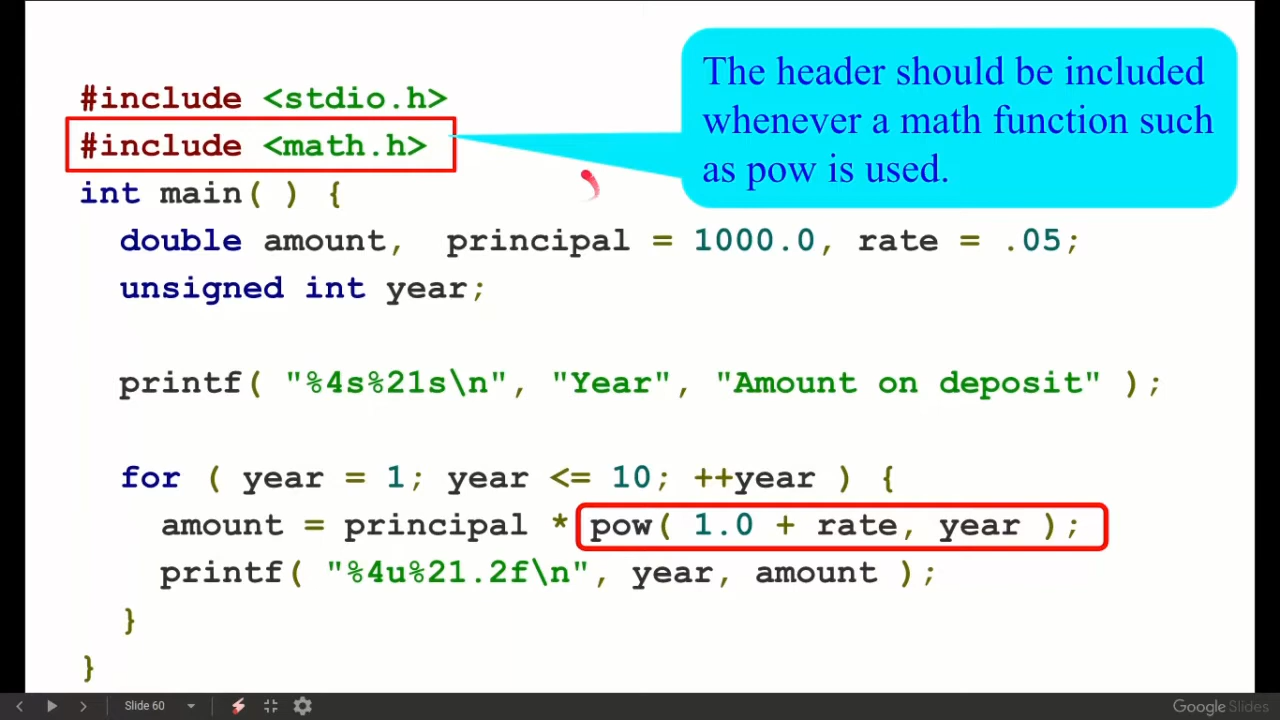 #include <stdio.h>
#include <math.h>
int main( ) {
  double amount,  principal = 1000.0, rate = .05;
  unsigned int year;
  printf( "%4s%21s\n", "Year", "Amount on deposit" );
  for ( year = 1; year <= 10; ++year ) {
    amount = principal * pow( 1.0 + rate, year );
    printf( "%4u%21.2f\n", year, amount );
  }
}
The header should be included
whenever a math function such
as pow is used.
Slide 60
Google Slides